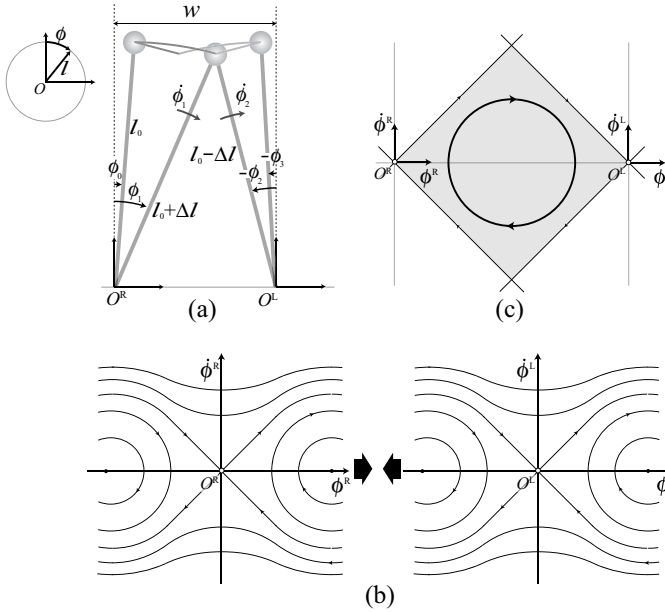 w
ϕ
l
O
ϕ̇₁
ϕ̇₂
l₀
l₀−Δl
−ϕ₃
ϕ₀
ϕ₁
−ϕ₂
l₀+Δl
Oᴿ
Oᴸ
(a)
ϕ̇ᴿ
ϕ̇ᴸ
Oᴿ
ϕᴿ
Oᴸ
ϕ
(c)
ϕ̇ᴿ
ϕ̇ᴸ
Oᴿ
ϕᴿ
Oᴸ
ϕ
(b)